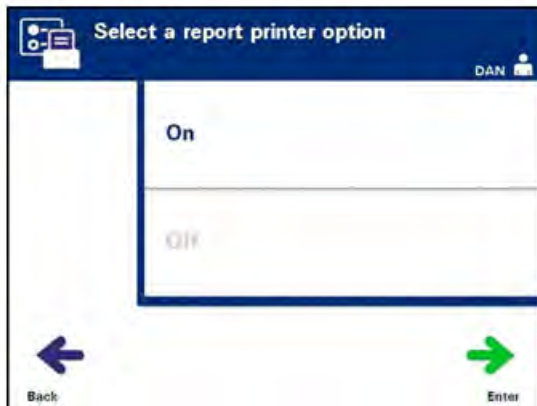 Select a report printer option
DAN
On
Off
Back
Enter